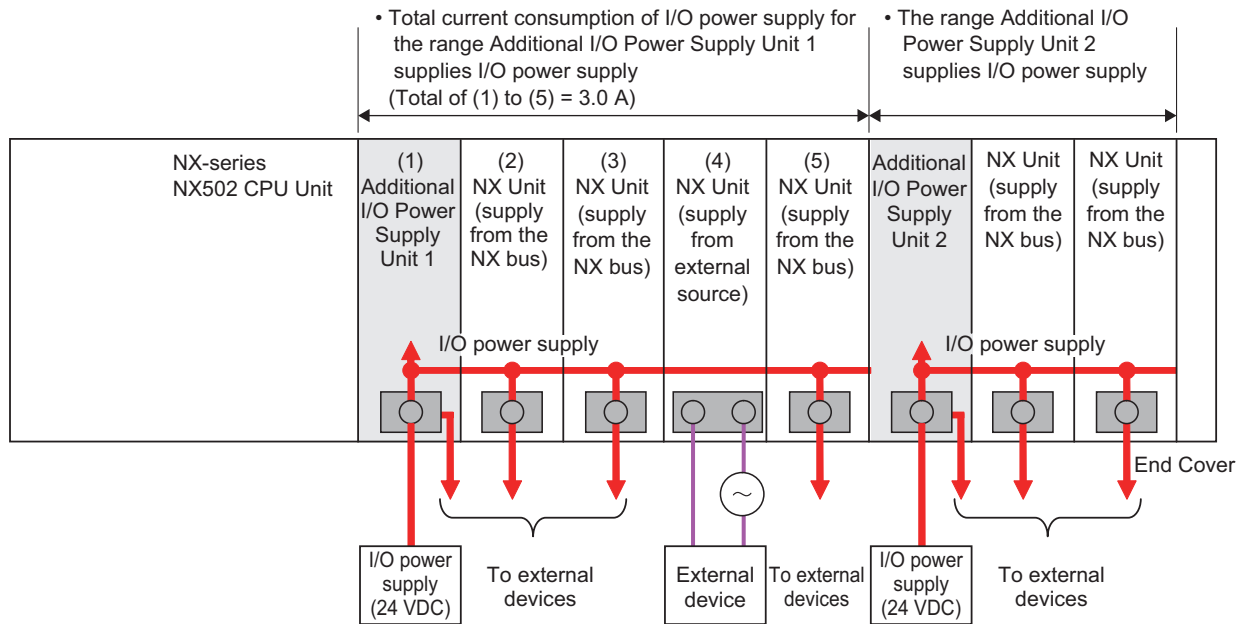 • Total current consumption of I/O power supply for
the range Additional I/O Power Supply Unit 1
supplies I/O power supply
(Total of (1) to (5) = 3.0 A)
• The range Additional I/O
Power Supply Unit 2
supplies I/O power supply
NX-series
NX502 CPU Unit
(1)
Additional
I/O Power
Supply
Unit 1
(2)
NX Unit
(supply
from the
NX bus)
(3)
NX Unit
(supply
from the
NX bus)
(4)
NX Unit
(supply
from
external
source)
(5)
NX Unit
(supply
from the
NX bus)
Additional
I/O Power
Supply
Unit 2
NX Unit
(supply
from the
NX bus)
NX Unit
(supply
from the
NX bus)
I/O power supply
I/O power supply
End Cover
I/O power
supply
(24 VDC)
To external
devices
External
device
To external
devices
I/O power
supply
(24 VDC)
To external
devices